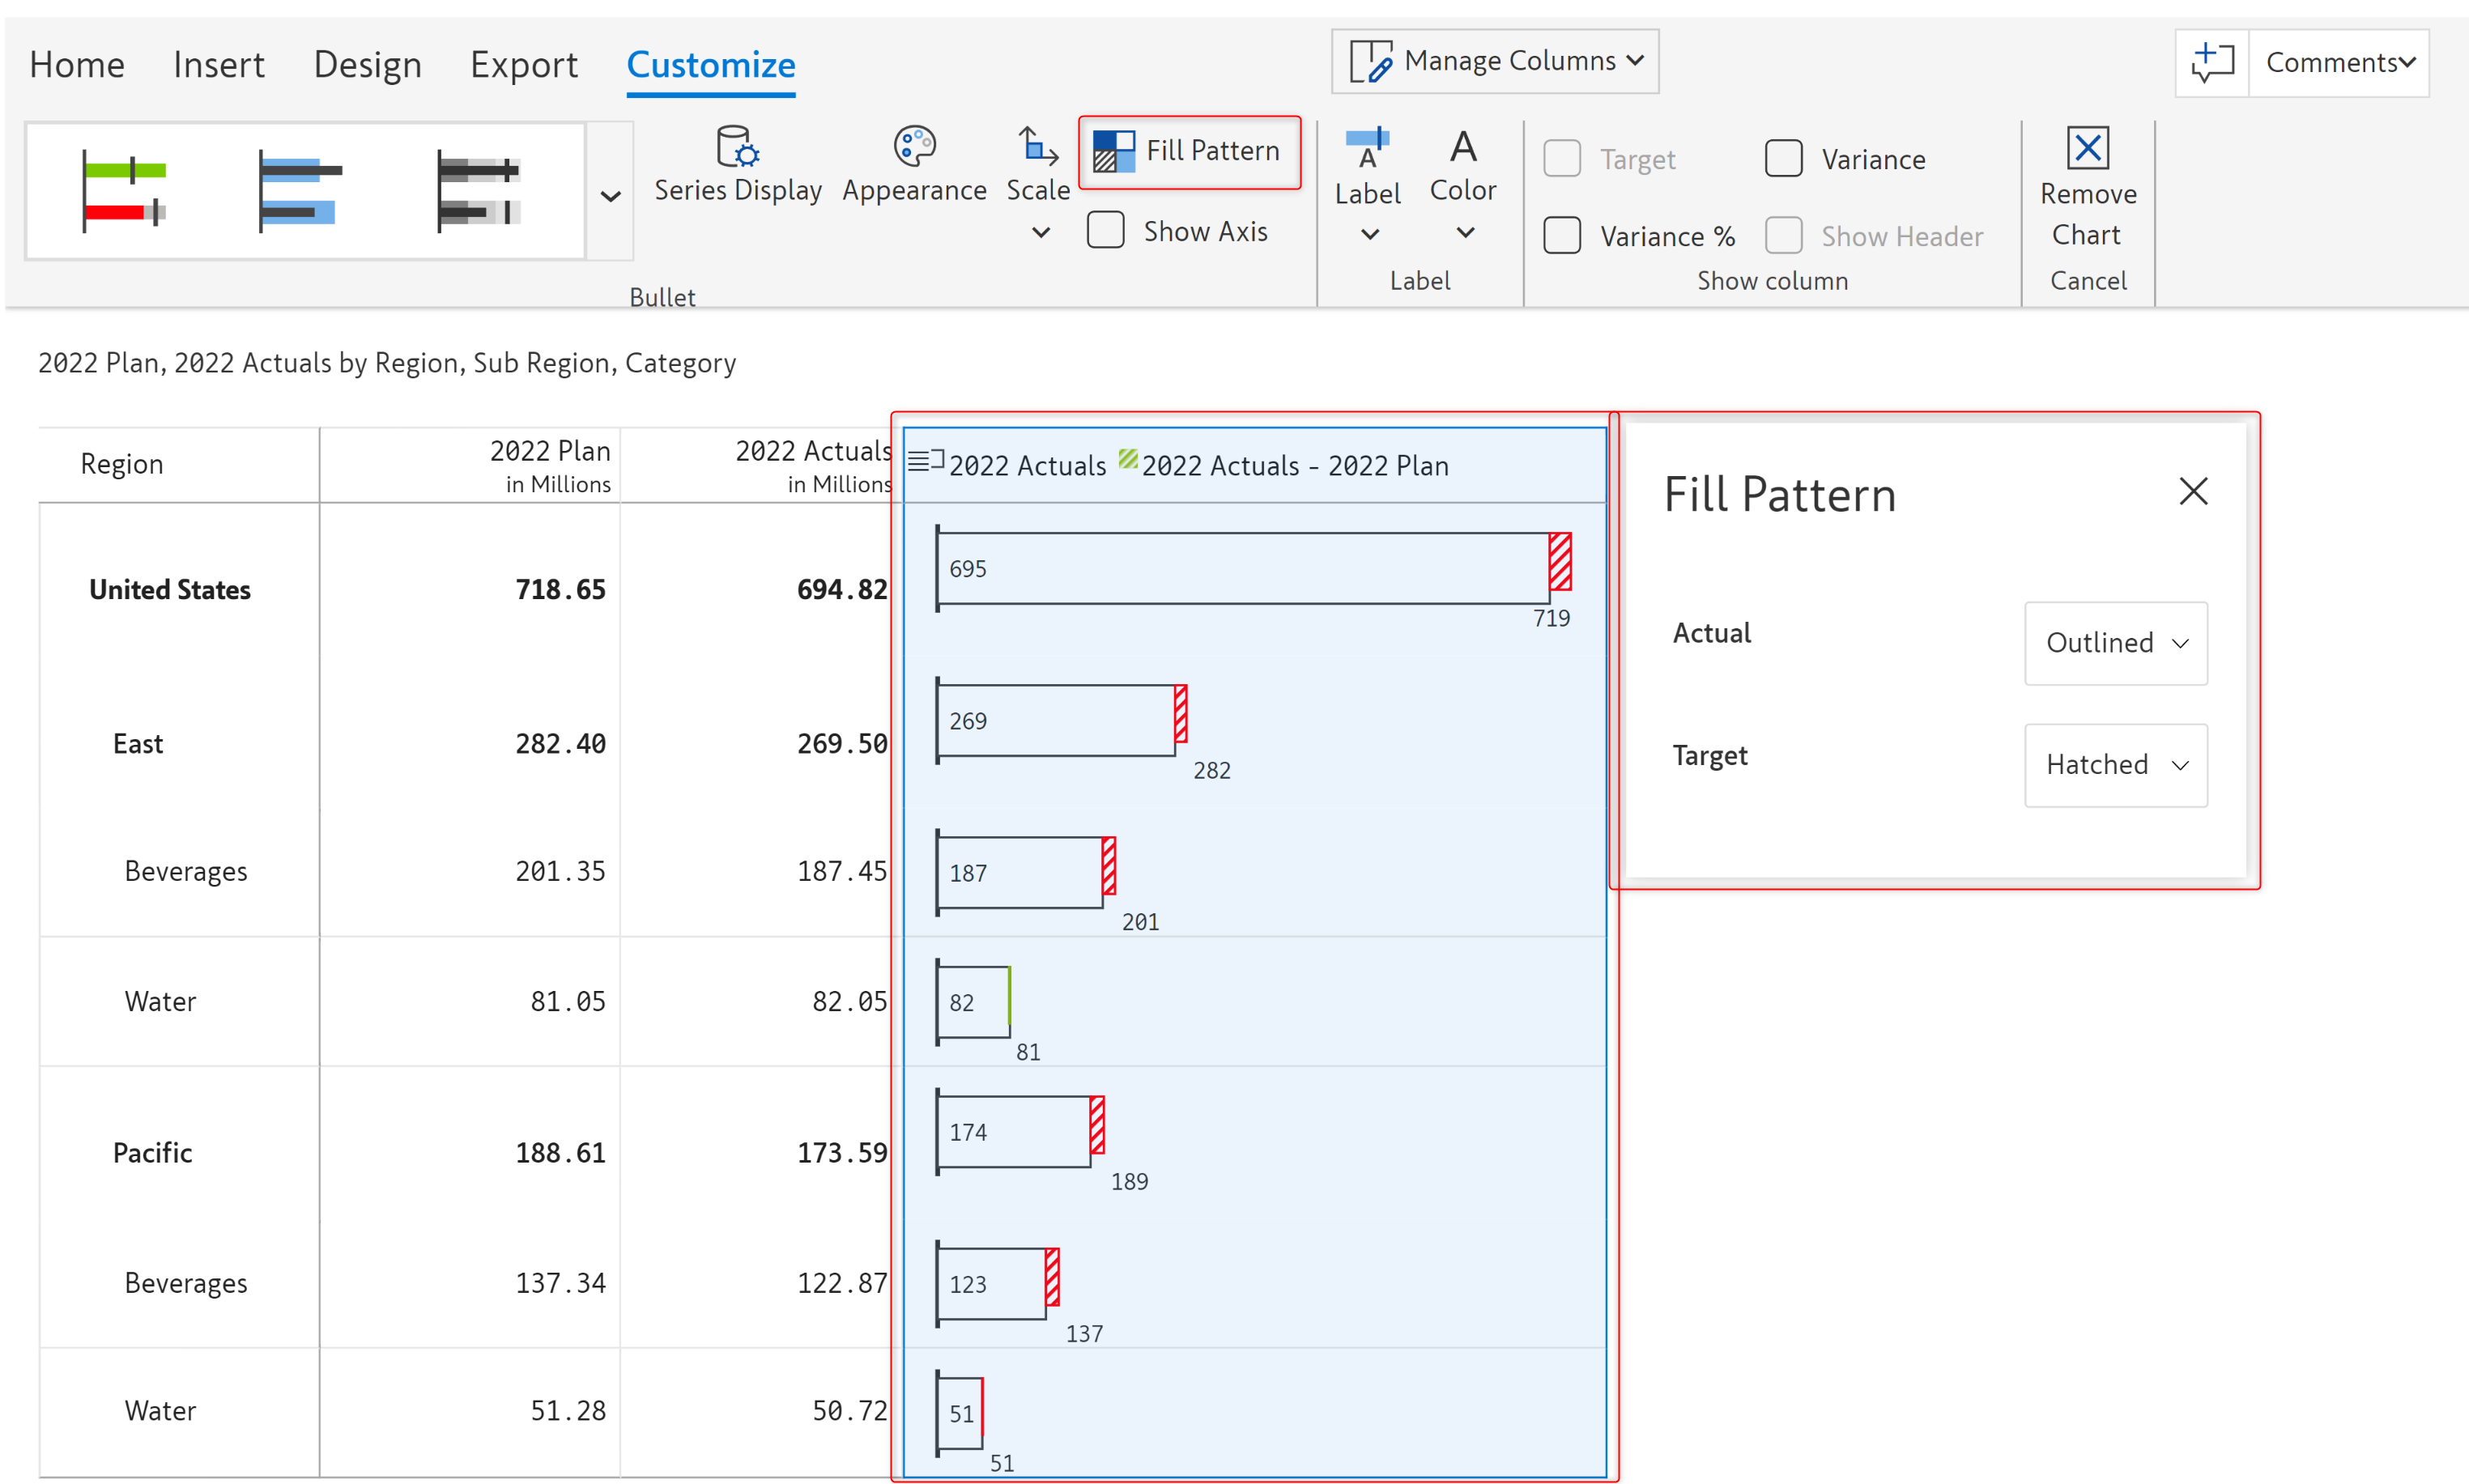 Home Insert Design Export Customize Manage Columns Comments
Series Display Appearance Scale Fill Pattern Show Axis
Bullet
Label Color
Label
Target Variance
Variance % Show Header
Show column
Remove
Chart
Cancel
2022 Plan, 2022 Actuals by Region, Sub Region, Category
Region 2022 Plan in Millions 2022 Actuals in Millions 2022 Actuals 2022 Actuals - 2022 Plan
United States 718.65 694.82 695 719
East 282.40 269.50 269 282
Beverages 201.35 187.45 187 201
Water 81.05 82.05 82 81
Pacific 188.61 173.59 174 189
Beverages 137.34 122.87 123 137
Water 51.28 50.72 51 51
Fill Pattern
Actual Outlined
Target Hatched